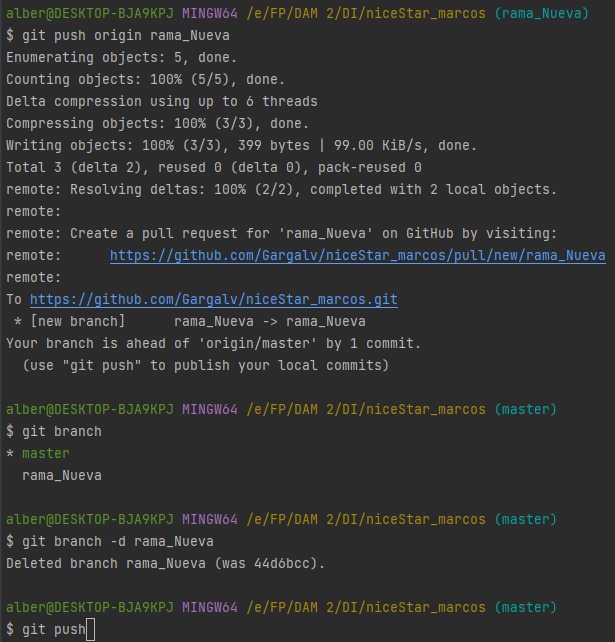 alber@DESKTOP-BJA9KPJ MINGW64 /e/FP/DAM 2/DI/niceStar_marcos (rama_Nueva)
$ git push origin rama_Nueva
Enumerating objects: 5, done.
Counting objects: 100% (5/5), done.
Delta compression using up to 6 threads
Compressing objects: 100% (3/3), done.
Writing objects: 100% (3/3), 399 bytes | 99.00 KiB/s, done.
Total 3 (delta 2), reused 0 (delta 0), pack-reused 0
remote: Resolving deltas: 100% (2/2), completed with 2 local objects.
remote:
remote: Create a pull request for 'rama_Nueva' on GitHub by visiting:
remote:      https://github.com/Gargalv/niceStar_marcos/pull/new/rama_Nueva
remote:
To https://github.com/Gargalv/niceStar_marcos.git
 * [new branch]      rama_Nueva -> rama_Nueva
Your branch is ahead of 'origin/master' by 1 commit.
  (use "git push" to publish your local commits)

alber@DESKTOP-BJA9KPJ MINGW64 /e/FP/DAM 2/DI/niceStar_marcos (master)
$ git branch
* master
  rama_Nueva

alber@DESKTOP-BJA9KPJ MINGW64 /e/FP/DAM 2/DI/niceStar_marcos (master)
$ git branch -d rama_Nueva
Deleted branch rama_Nueva (was 44d6bcc).

alber@DESKTOP-BJA9KPJ MINGW64 /e/FP/DAM 2/DI/niceStar_marcos (master)
$ git push